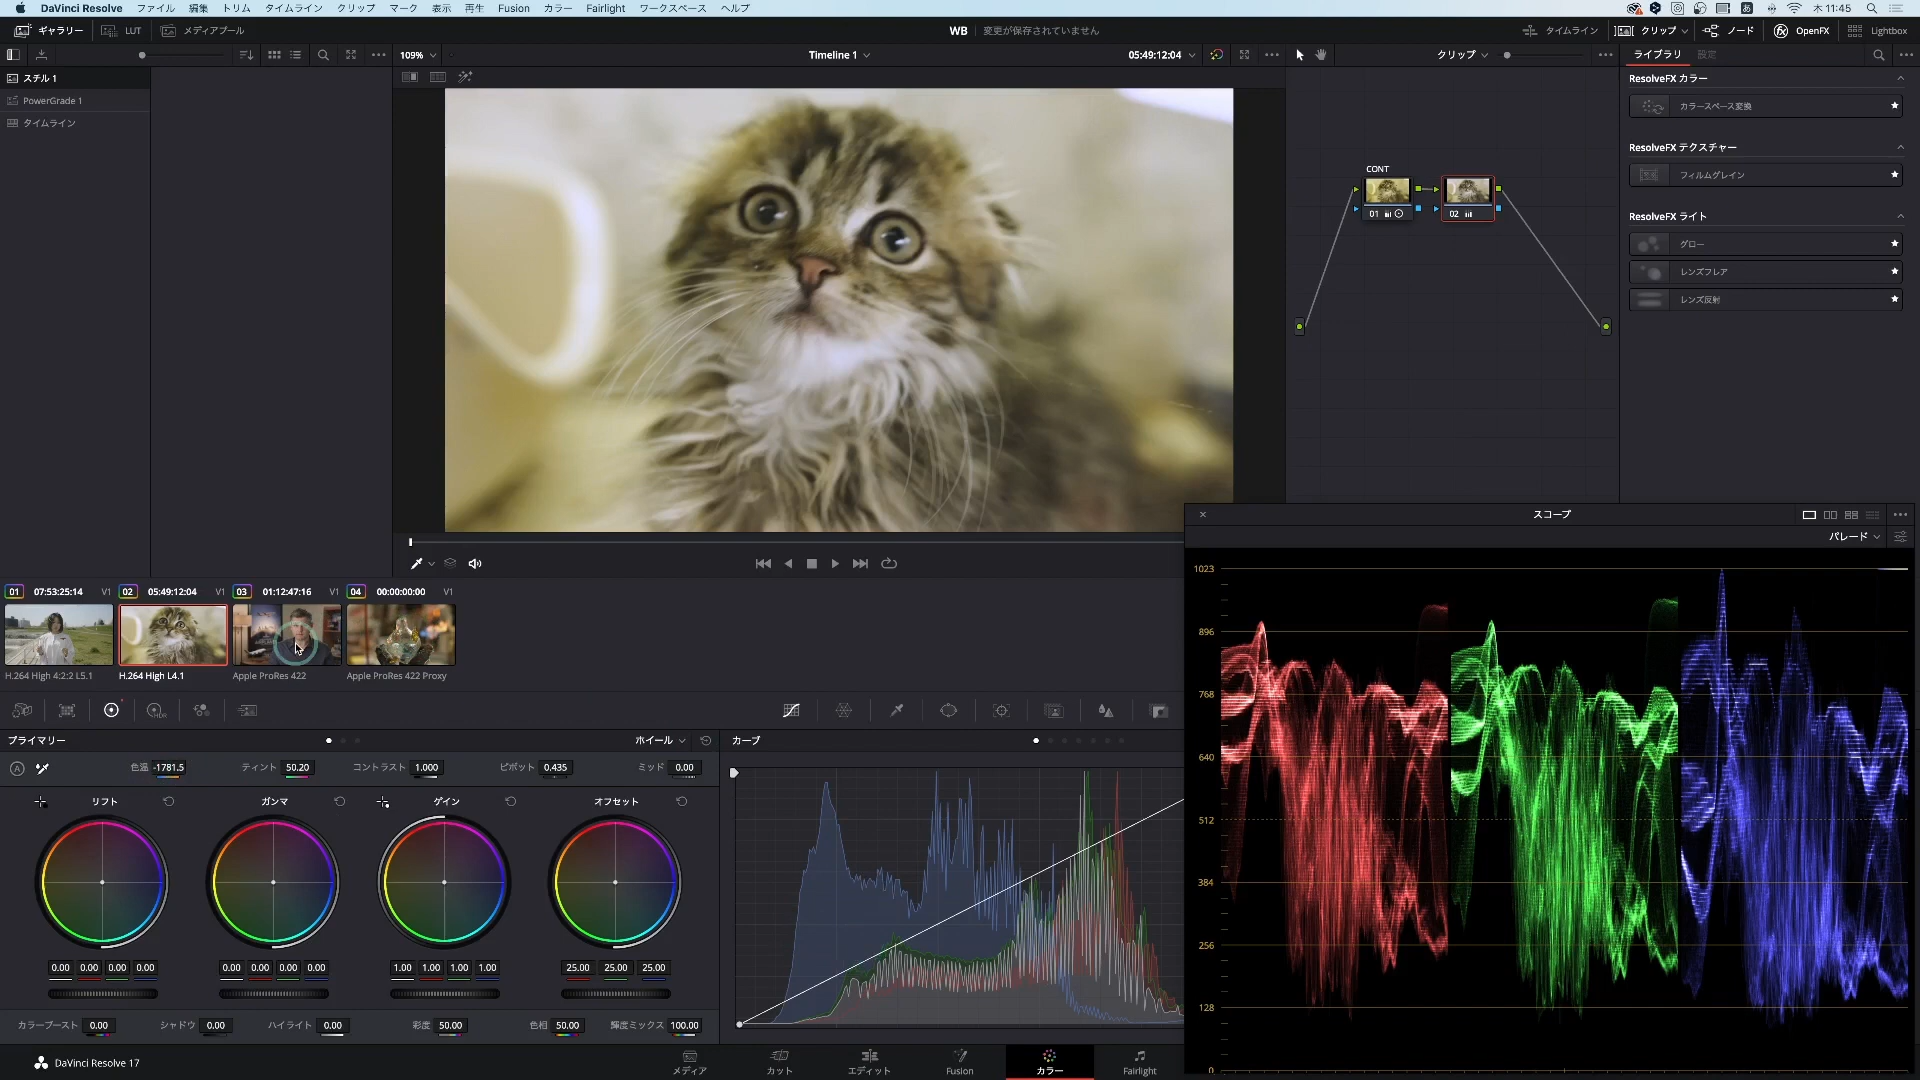 DaVinci Resolve ファイル 編集 トリム タイムライン クリップ マーク 表示 再生 Fusion カラー Fairlight ワークスペース ヘルプ 木 11:45
ギャラリー LUT メディアプール WB 変更が保存されていません タイムライン クリップ ノード OpenFX Lightbox
109% Timeline 1 05:49:12:04 クリップ ライブラリ 設定
スチル 1
PowerGrade 1
タイムライン
CONT
01
02
ResolveFX カラー
カラースペース変換
ResolveFX テクスチャー
フィルムグレイン
ResolveFX ライト
グロー
レンズフレア
レンズ反射
01 07:53:25:14 V1 02 05:49:12:04 V1 03 01:12:47:16 V1 04 00:00:00:00 V1
H.264 High 4:2:2 L5.1 H.264 High L4.1 Apple ProRes 422 Apple ProRes 422 Proxy
HDR
プライマリー ホイール カーブ
色温 -1781.5 ティント 50.20 コントラスト 1.000 ピボット 0.435 ミッド 0.00
リフト ガンマ ゲイン オフセット
0.00 0.00 0.00 0.00 0.00 0.00 0.00 0.00 1.00 1.00 1.00 1.00 25.00 25.00 25.00
カラーブースト 0.00 シャドウ 0.00 ハイライト 0.00 彩度 50.00 色相 50.00 輝度ミックス 100.00
スコープ
パレード
1023
896
768
640
512
384
256
128
0
DaVinci Resolve 17 メディア カット エディット Fusion カラー Fairlight